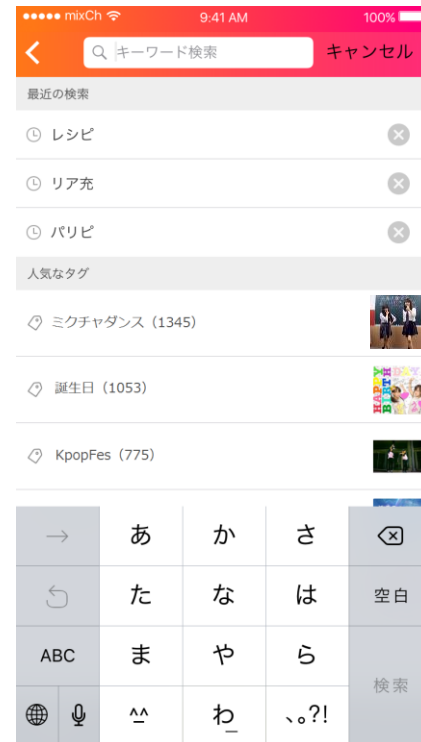 mixCh 9:41 AM 100%
キーワード検索 キャンセル
最近の検索
レシピ
リア充
パリピ
人気なタグ
ミクチャダンス（1345）
誕生日（1053）
HAPPY BIRTHDAY
KpopFes（775）
→ あ か さ
た な は 空白
ABC ま や ら
検索
^^ わ 、。?!